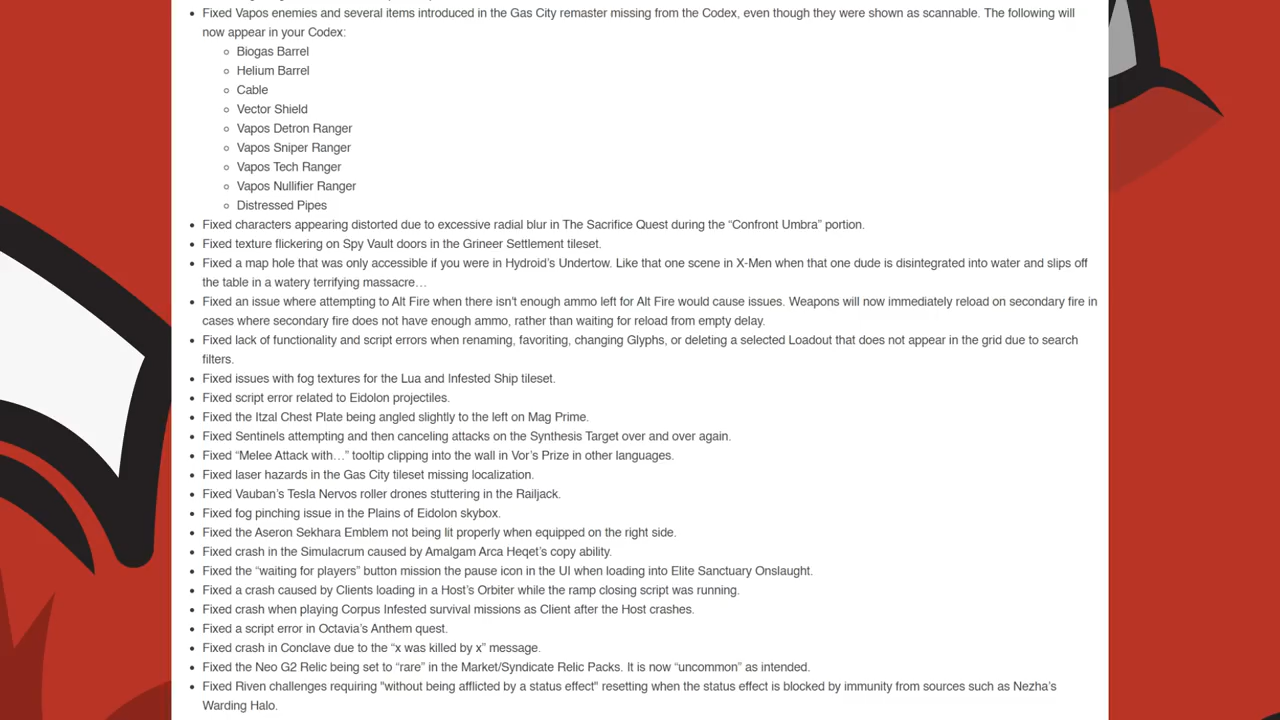 Fixed Vapos enemies and several items introduced in the Gas City remaster missing from the Codex, even though they were shown as scannable. The following will
now appear in your Codex:
Biogas Barrel
Helium Barrel
Cable
Vector Shield
Vapos Detron Ranger
Vapos Sniper Ranger
Vapos Tech Ranger
Vapos Nullifier Ranger
Distressed Pipes
Fixed characters appearing distorted due to excessive radial blur in The Sacrifice Quest during the “Confront Umbra” portion.
Fixed texture flickering on Spy Vault doors in the Grineer Settlement tileset.
Fixed a map hole that was only accessible if you were in Hydroid’s Undertow. Like that one scene in X-Men when that one dude is disintegrated into water and slips off
the table in a watery terrifying massacre…
Fixed an issue where attempting to Alt Fire when there isn't enough ammo left for Alt Fire would cause issues. Weapons will now immediately reload on secondary fire in
cases where secondary fire does not have enough ammo, rather than waiting for reload from empty delay.
Fixed lack of functionality and script errors when renaming, favoriting, changing Glyphs, or deleting a selected Loadout that does not appear in the grid due to search
filters.
Fixed issues with fog textures for the Lua and Infested Ship tileset.
Fixed script error related to Eidolon projectiles.
Fixed the Itzal Chest Plate being angled slightly to the left on Mag Prime.
Fixed Sentinels attempting and then canceling attacks on the Synthesis Target over and over again.
Fixed “Melee Attack with…” tooltip clipping into the wall in Vor’s Prize in other languages.
Fixed laser hazards in the Gas City tileset missing localization.
Fixed Vauban’s Tesla Nervos roller drones stuttering in the Railjack.
Fixed fog pinching issue in the Plains of Eidolon skybox.
Fixed the Aseron Sekhara Emblem not being lit properly when equipped on the right side.
Fixed crash in the Simulacrum caused by Amalgam Arca Heqet’s copy ability.
Fixed the “waiting for players” button mission the pause icon in the UI when loading into Elite Sanctuary Onslaught.
Fixed a crash caused by Clients loading in a Host’s Orbiter while the ramp closing script was running.
Fixed crash when playing Corpus Infested survival missions as Client after the Host crashes.
Fixed a script error in Octavia’s Anthem quest.
Fixed crash in Conclave due to the “x was killed by x” message.
Fixed the Neo G2 Relic being set to “rare” in the Market/Syndicate Relic Packs. It is now “uncommon” as intended.
Fixed Riven challenges requiring "without being afflicted by a status effect" resetting when the status effect is blocked by immunity from sources such as Nezha’s
Warding Halo.